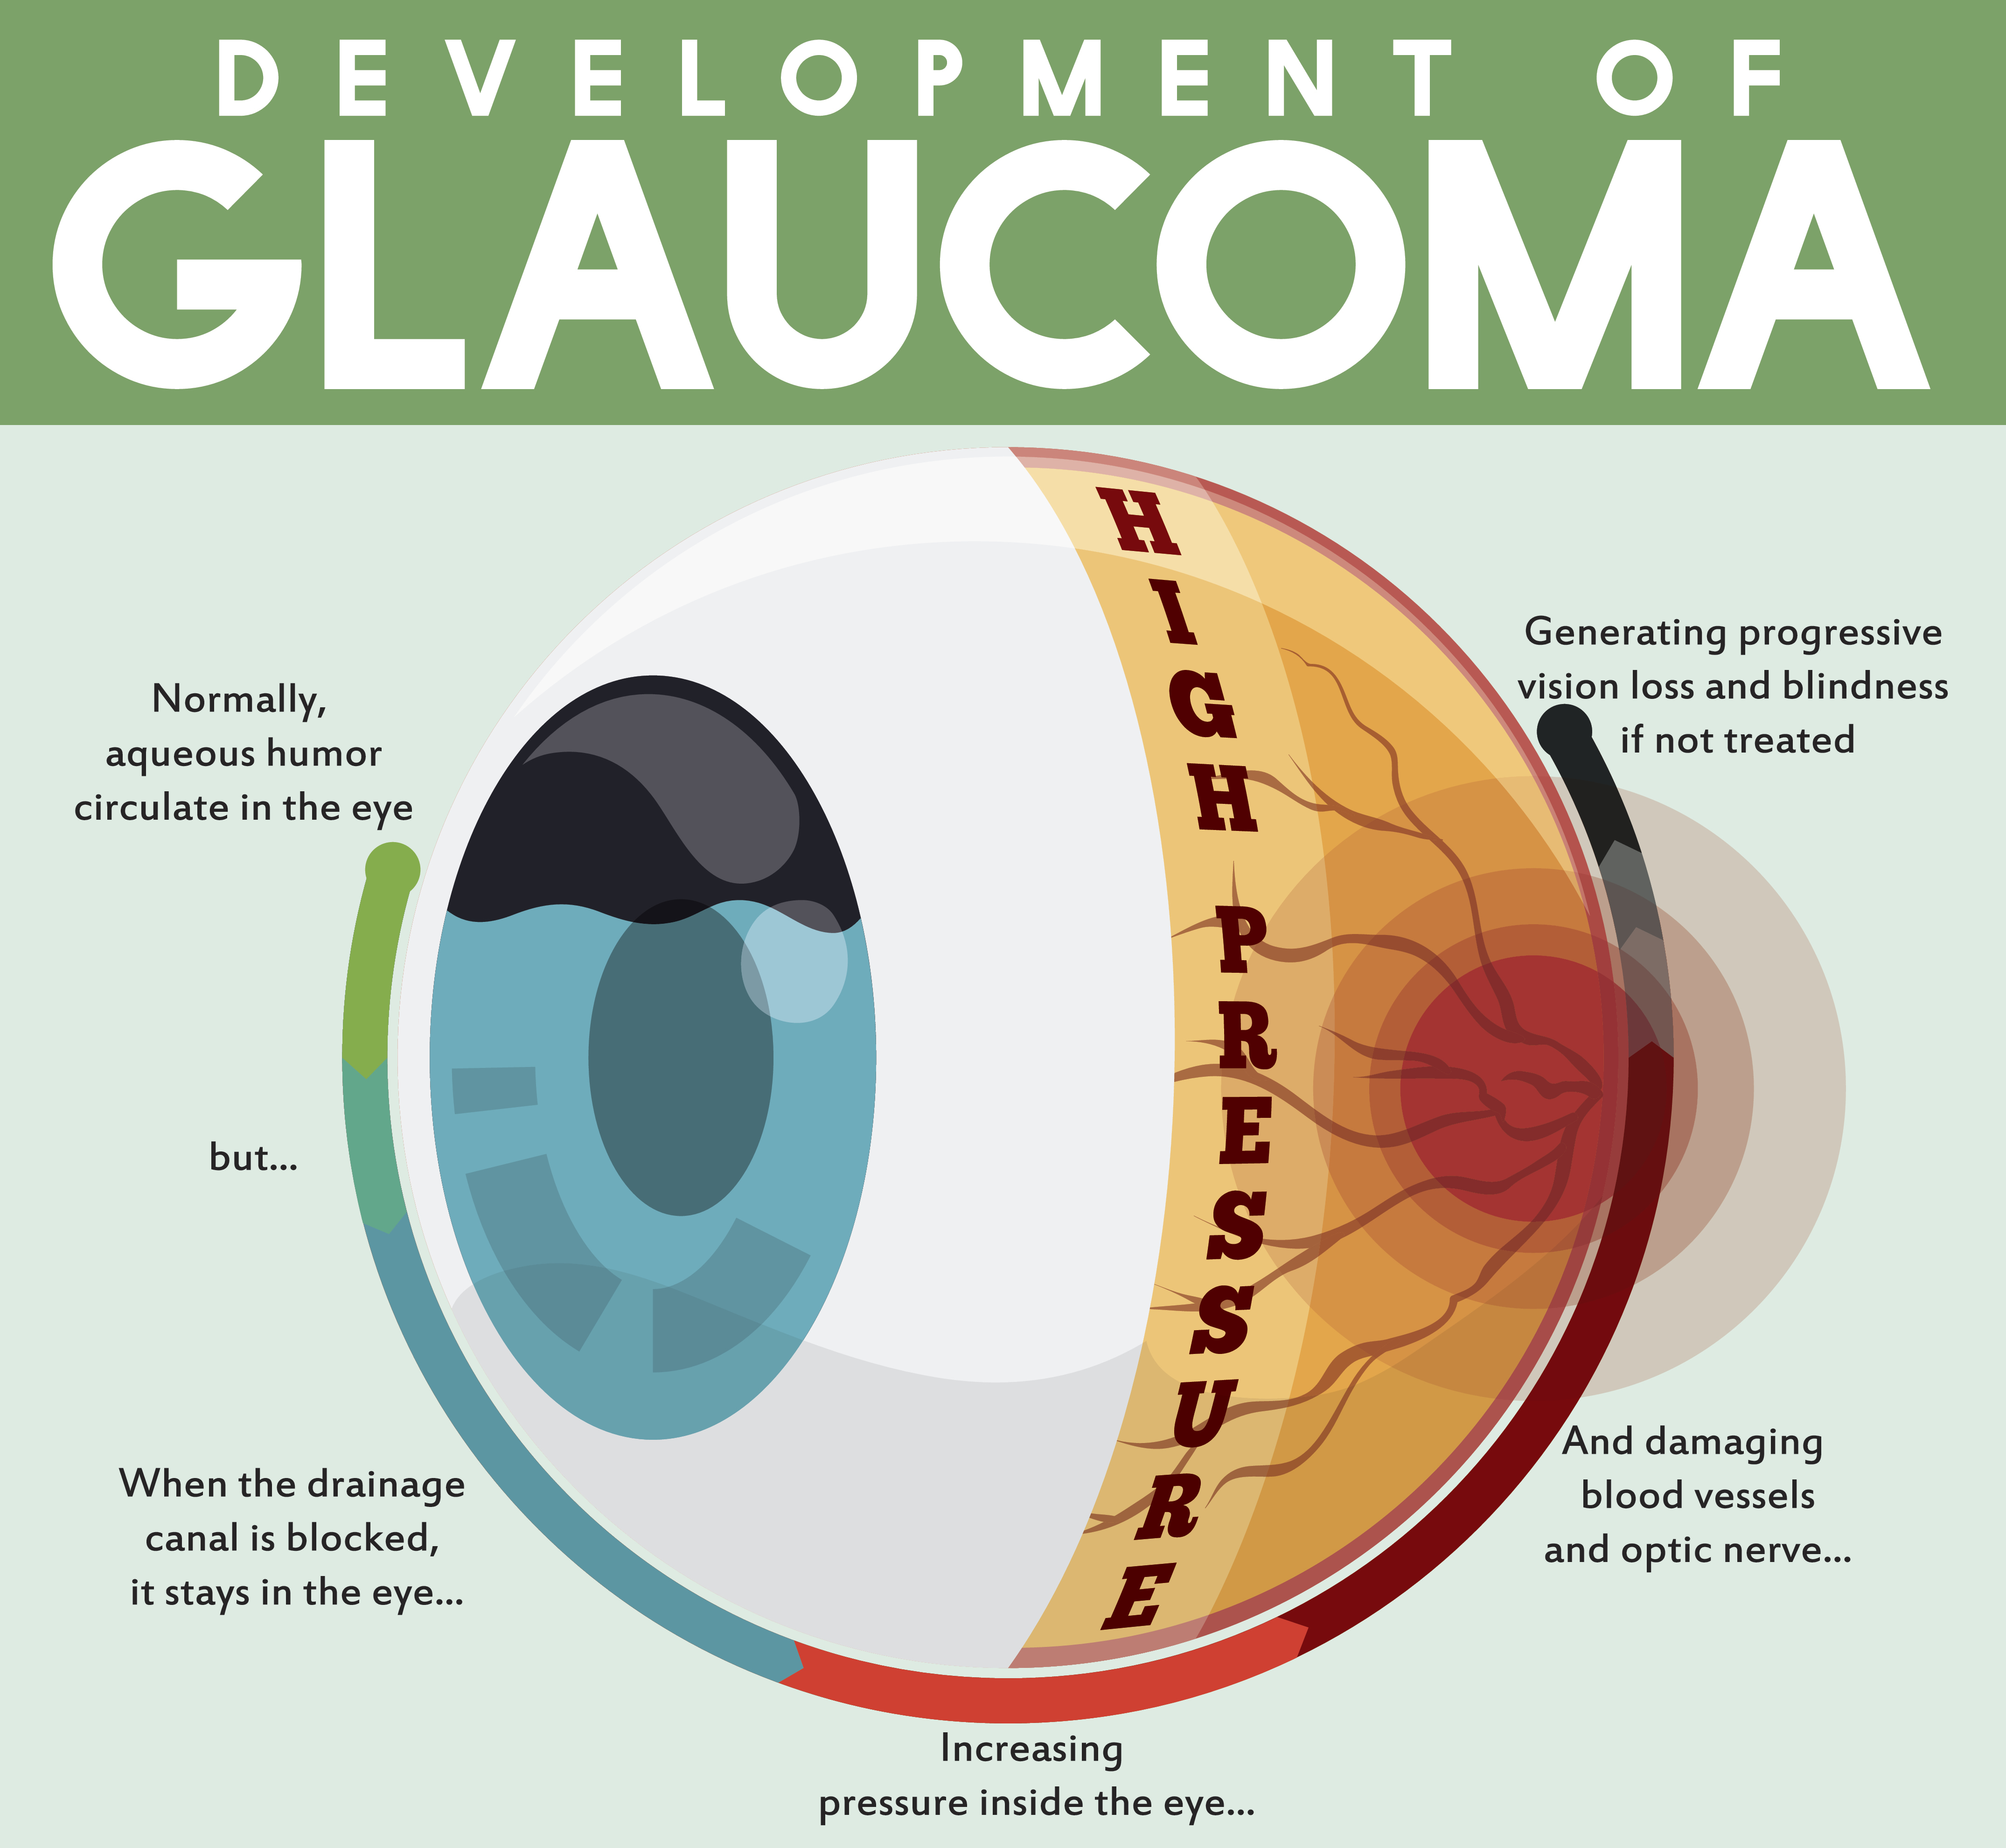 DEVELOPMENT OF
GLAUCOMA
Normally,
aqueous humor
circulate in the eye
but...
When the drainage
canal is blocked,
it stays in the eye...
Increasing
pressure inside the eye...
And damaging
blood vessels
and optic nerve...
Generating progressive
vision loss and blindness
if not treated
HIGH PRESSURE